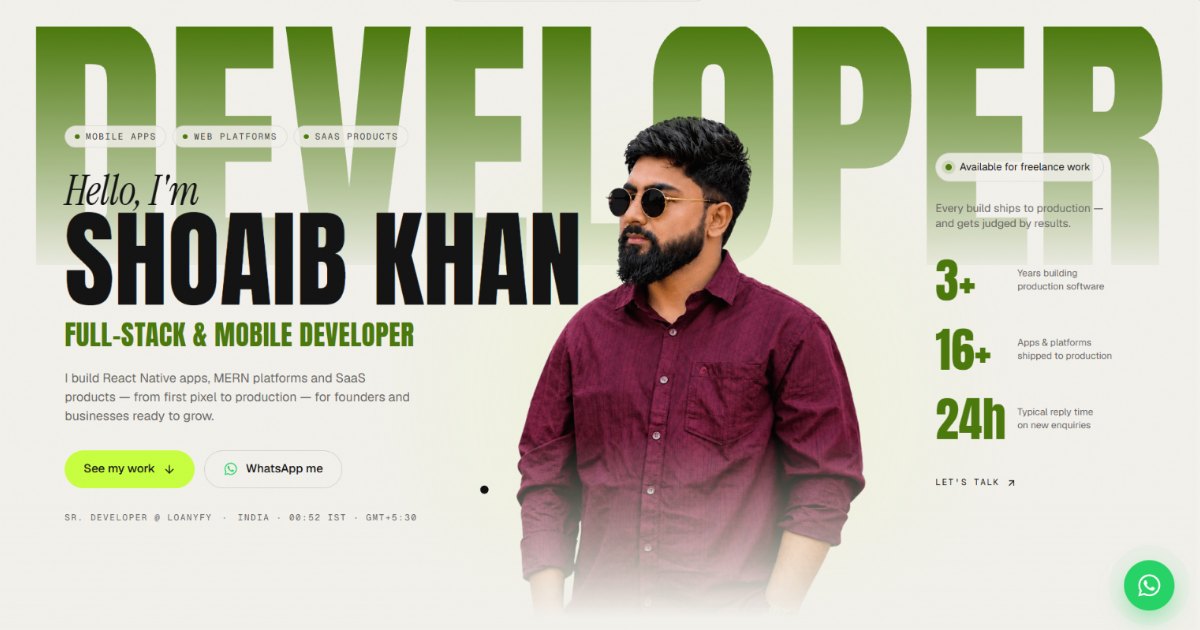 DEVELOPER
MOBILE APPS
WEB PLATFORMS
SAAS PRODUCTS
Hello, I'm
SHOAIB KHAN
FULL-STACK & MOBILE DEVELOPER
I build React Native apps, MERN platforms and SaaS
products — from first pixel to production — for founders and
businesses ready to grow.
See my work ↓
WhatsApp me
SR. DEVELOPER @ LOANYFY · INDIA · 00:52 IST · GMT+5:30
Available for freelance work
Every build ships to production —
and gets judged by results.
3+
Years building
production software
16+
Apps & platforms
shipped to production
24h
Typical reply time
on new enquiries
LET'S TALK ↗